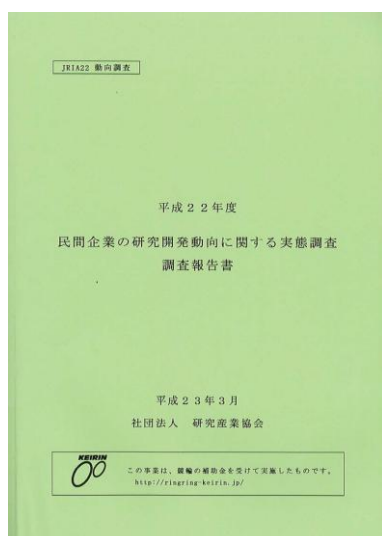 JRIA22 動向調査
平成22年度
民間企業の研究開発動向に関する実態調査
調査報告書
平成23年3月
社団法人 研究産業協会
KEIRIN
この事業は、競輪の補助金を受けて実施したものです。
http://ringring-keirin.jp/